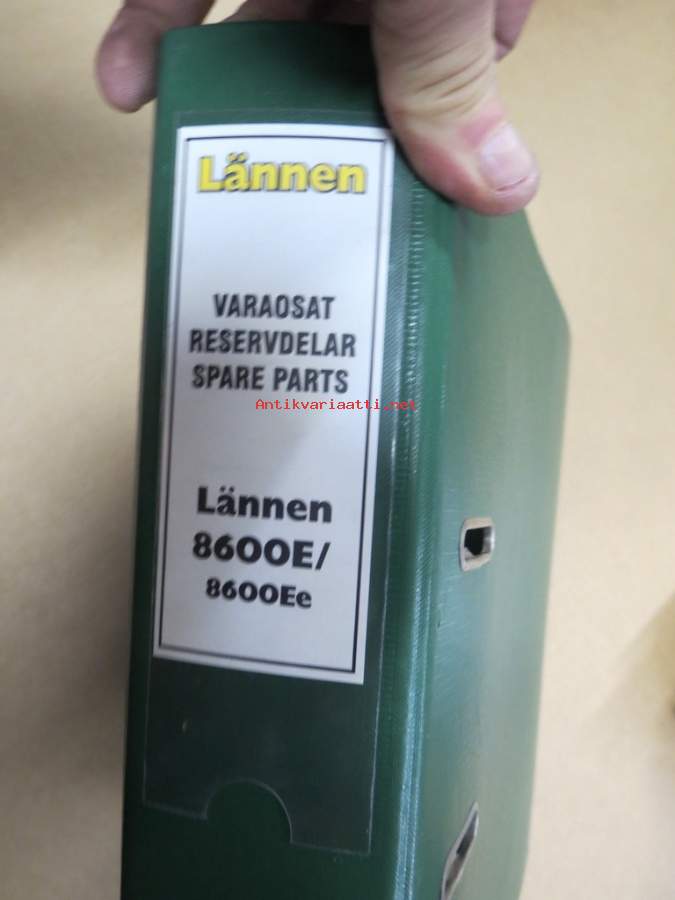 Lännen
VARAOSAT
RESERVDELAR
SPARE PARTS
Antikvariaatti.net
Lännen
8600E/
8600Ee